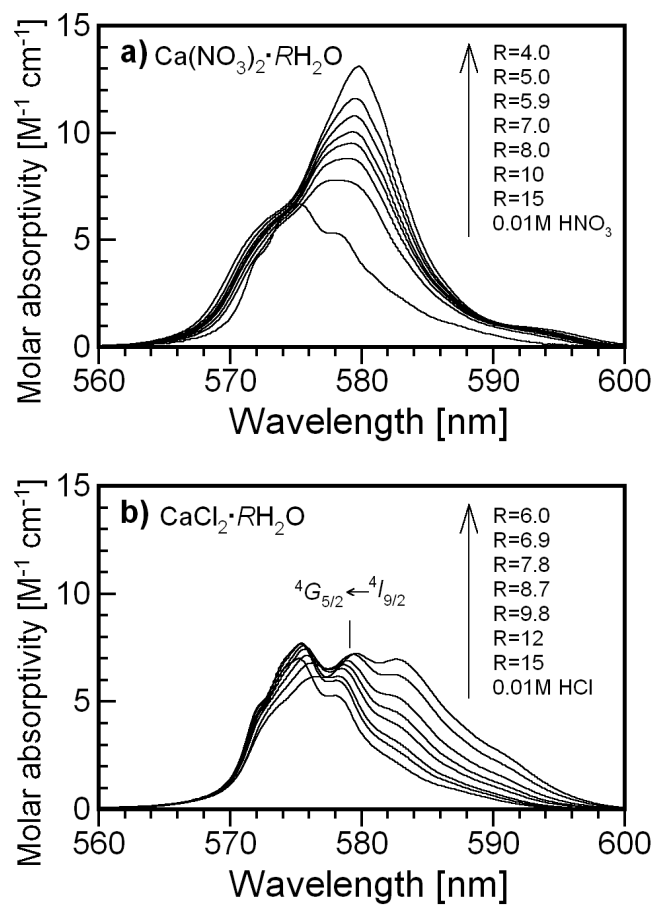 Molar absorptivity [M⁻¹ cm⁻¹]
15
10
5
0
a) Ca(NO₃)₂·RH₂O
R=4.0
R=5.0
R=5.9
R=7.0
R=8.0
R=10
R=15
0.01M HNO₃
560 570 580 590 600
Wavelength [nm]
Molar absorptivity [M⁻¹ cm⁻¹]
15
10
5
0
b) CaCl₂·RH₂O
⁴G₅/₂←⁴I₉/₂
R=6.0
R=6.9
R=7.8
R=8.7
R=9.8
R=12
R=15
0.01M HCl
560 570 580 590 600
Wavelength [nm]